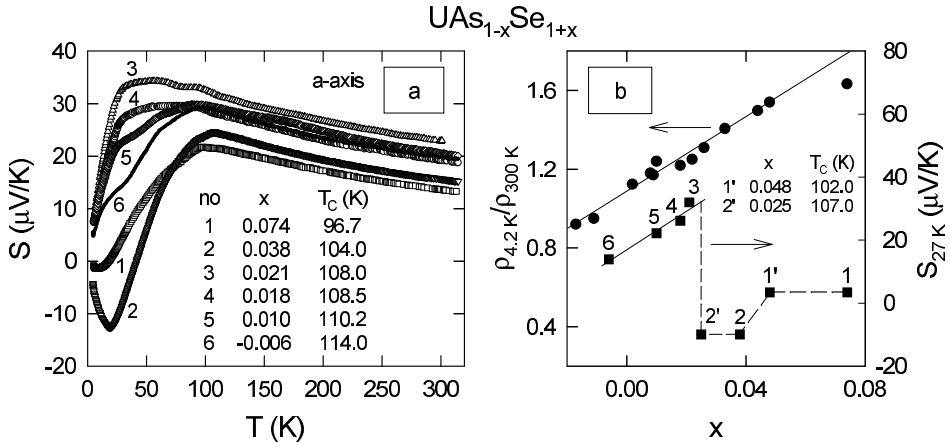 UAs1-xSe1+x
40
30
20
10
0
-10
-20
S (μV/K)
3
4
5
6
1
2
a-axis
a
no x TC (K)
1 0.074 96.7
2 0.038 104.0
3 0.021 108.0
4 0.018 108.5
5 0.010 110.2
6 -0.006 114.0
0 50 100 150 200 250 300
T (K)
1.6
1.2
0.8
0.4
ρ4.2 K/ρ300 K
b
x TC (K)
1' 0.048 102.0
2' 0.025 107.0
3
4
5
6
1' 1
2' 2
80
60
40
20
0
-20
S27 K (μV/K)
0.00 0.04 0.08
x